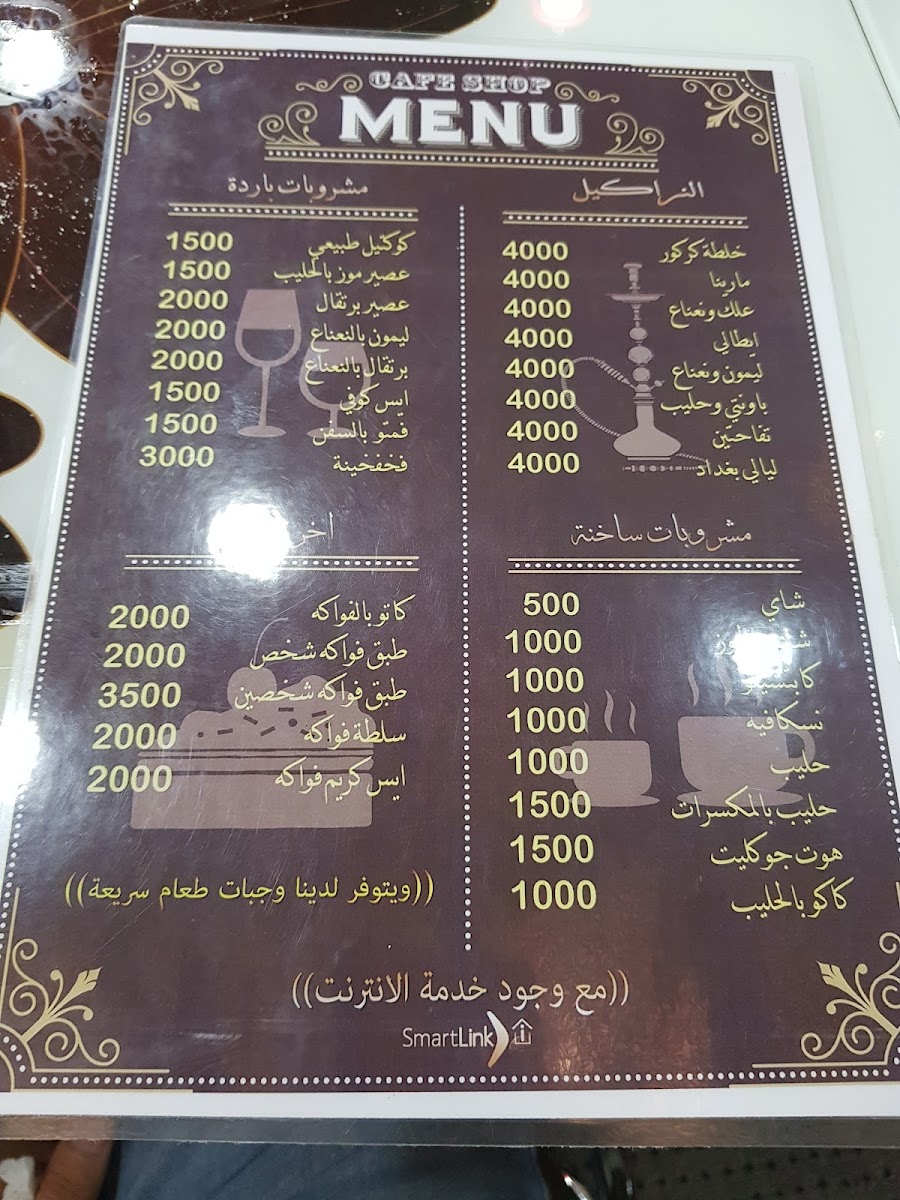 CAFE SHOP
MENU
النراكيل
خلطة كركور 4000
مارينا 4000
علك ونعناع 4000
ايطالي 4000
ليمون ونعناع 4000
باونتي وحليب 4000
تفاحتين 4000
ليالي بغداد 4000
مشروبات باردة
كوكتيل طبيعي 1500
عصير موز بالحليب 1500
عصير برتقال 2000
ليمون بالنعناع 2000
برتقال بالنعناع 2000
ايس كوفي 1500
فمتو بالسفن 1500
فخفخينة 3000
مشروبات ساخنة
شاي 500
1000
1000
نسكافيه 1000
حليب 1000
حليب بالمكسرات 1500
هوت جوكليت 1500
كاكو بالحليب 1000
كاتو بالفواكه 2000
طبق فواكه شخص 2000
طبق فواكه شخصين 3500
سلطة فواكه 2000
ايس كريم فواكه 2000
((ويتوفر لدينا وجبات طعام سريعة))
((مع وجود خدمة الانترنت))
SmartLink